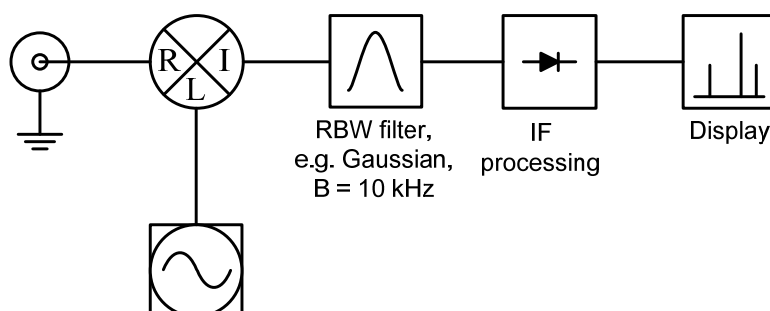 R I
L
RBW filter,
e.g. Gaussian,
B = 10 kHz
IF
processing
Display